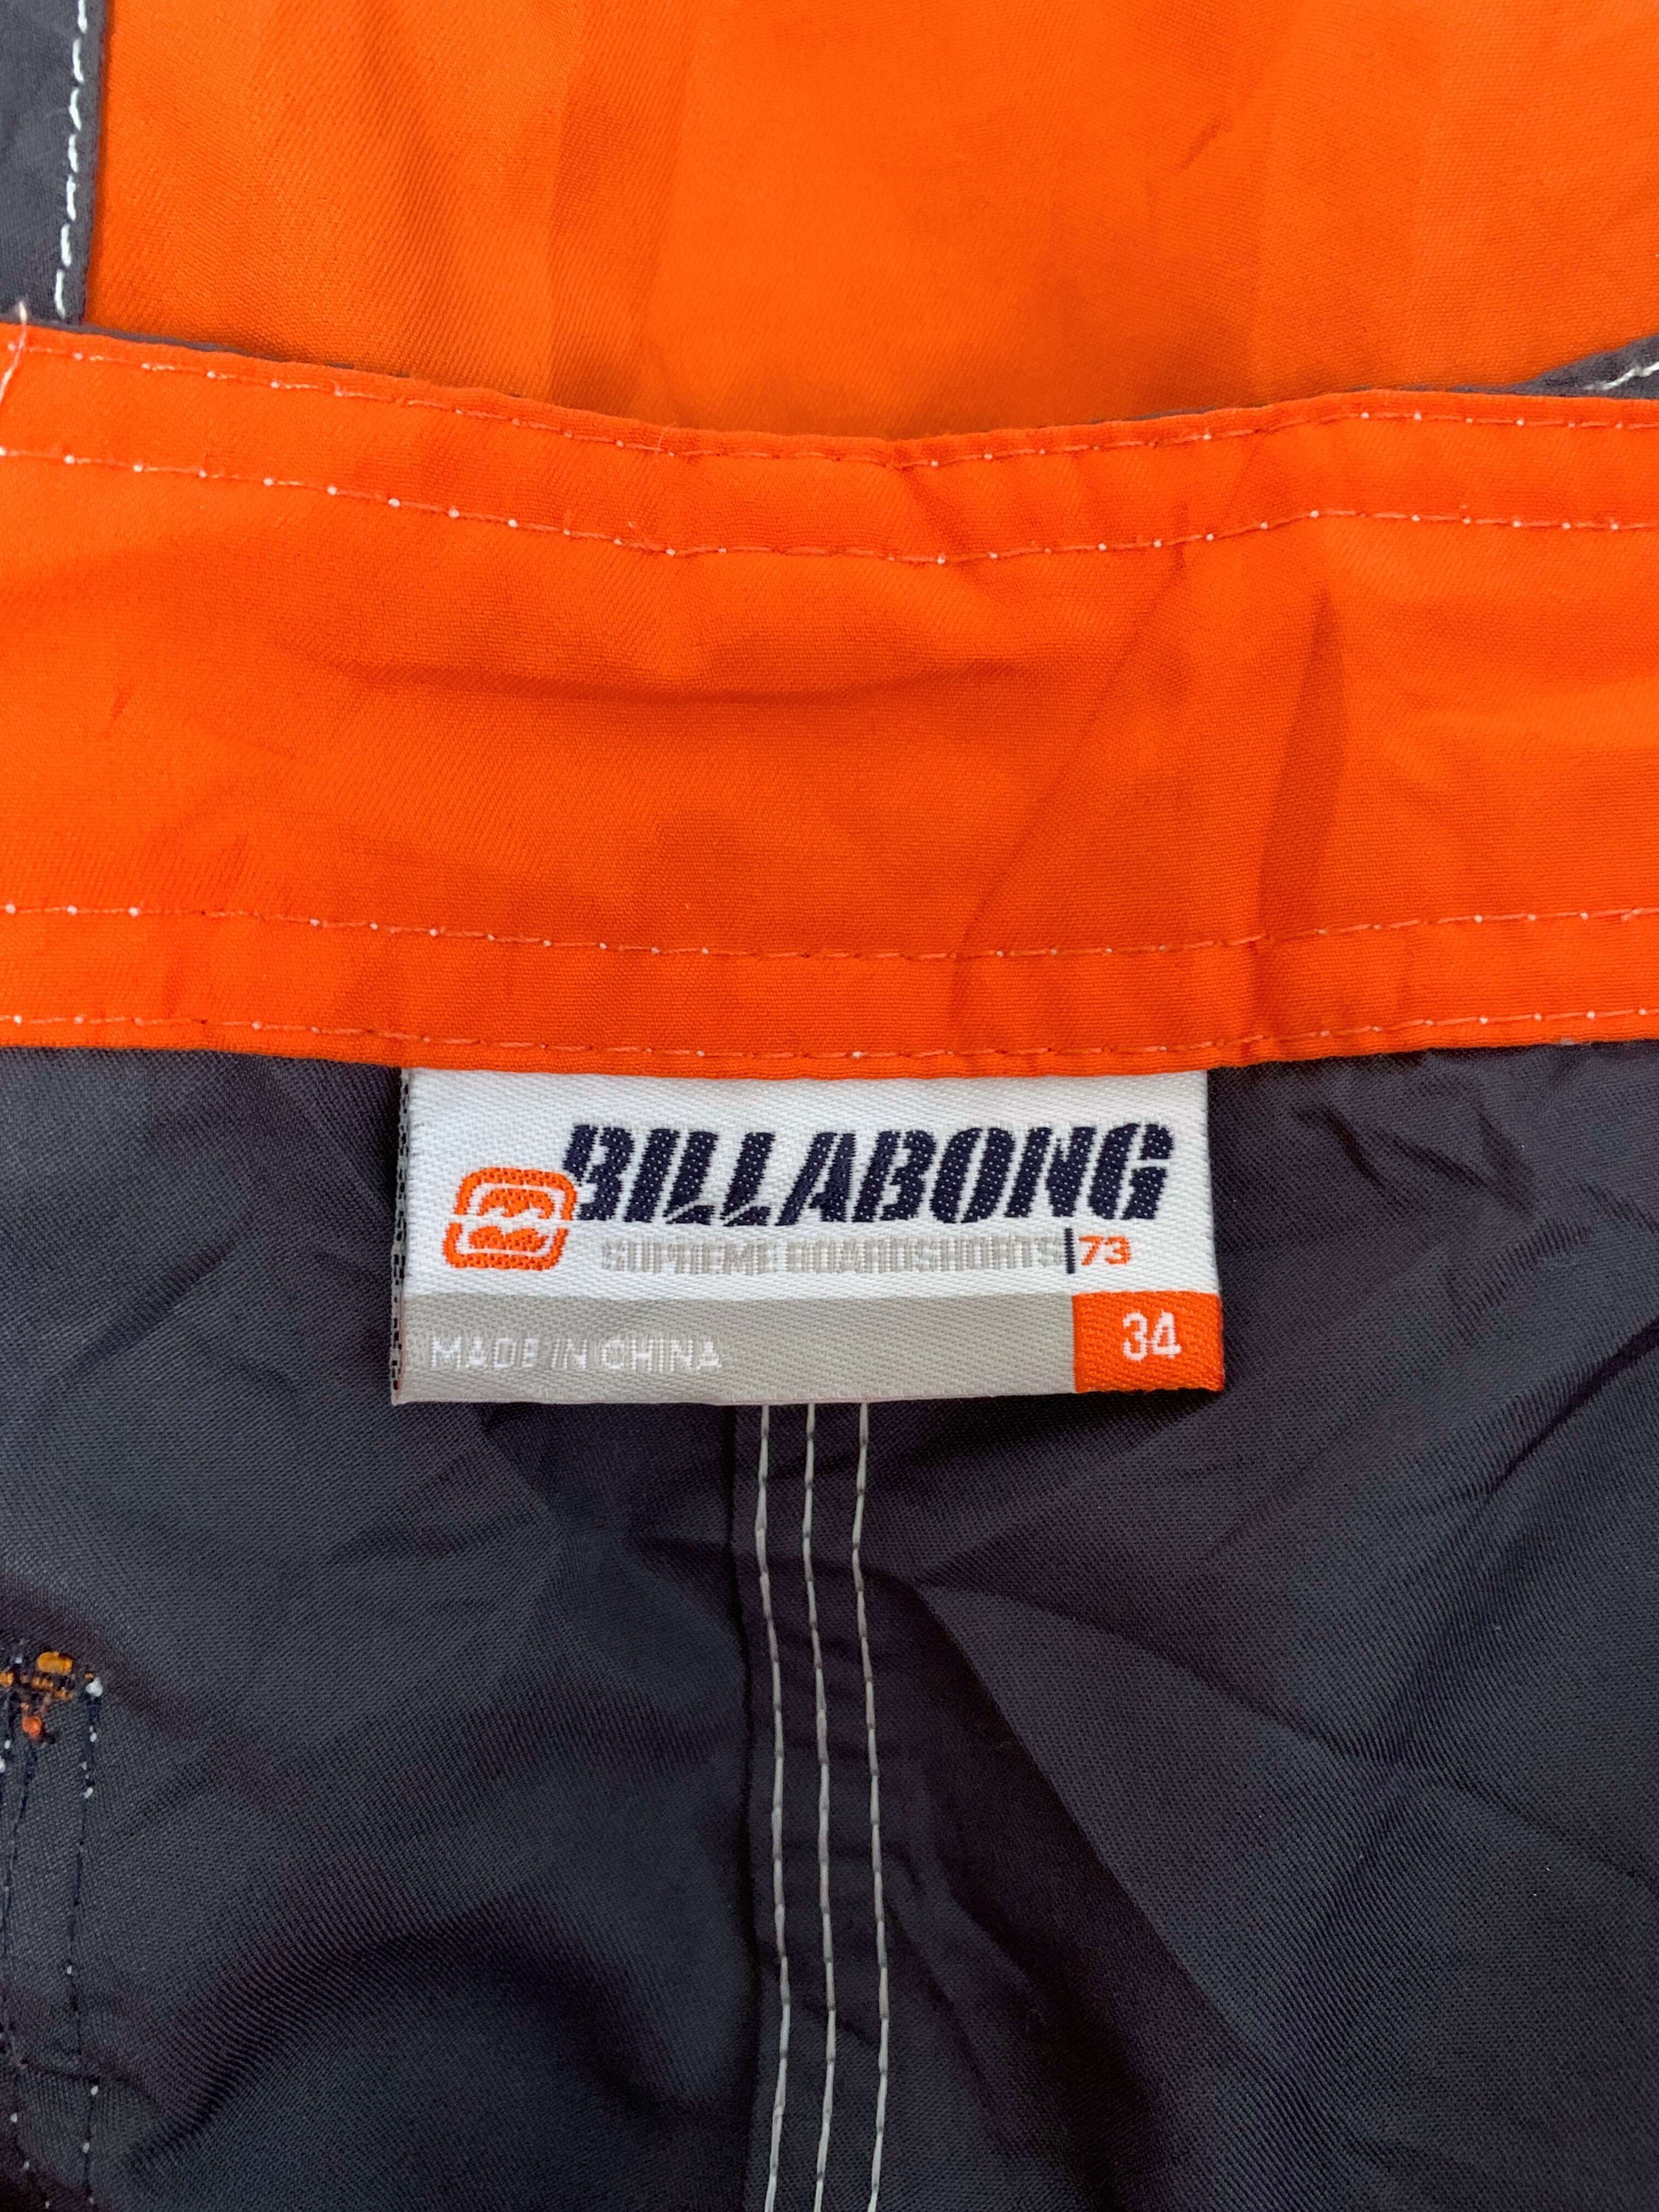 BILLABONG
SUPREME BOARDSHORTS|73
MADE IN CHINA
34